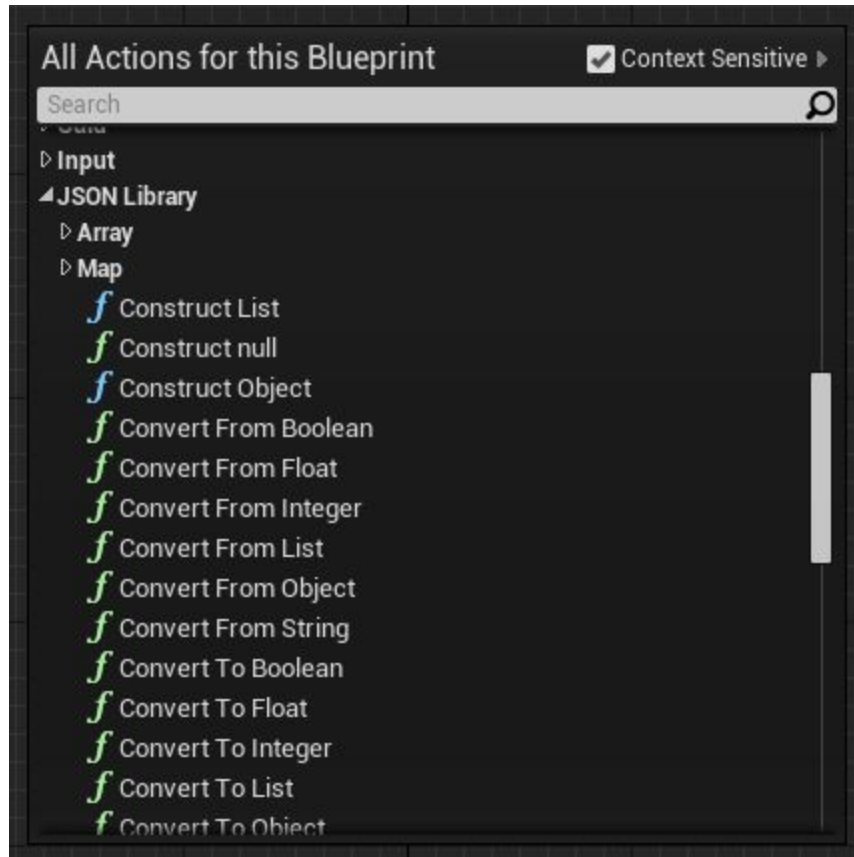 All Actions for this Blueprint
Context Sensitive
Search
Input
JSON Library
Array
Map
f Construct List
f Construct null
f Construct Object
f Convert From Boolean
f Convert From Float
f Convert From Integer
f Convert From List
f Convert From Object
f Convert From String
f Convert To Boolean
f Convert To Float
f Convert To Integer
f Convert To List
f Convert To Object